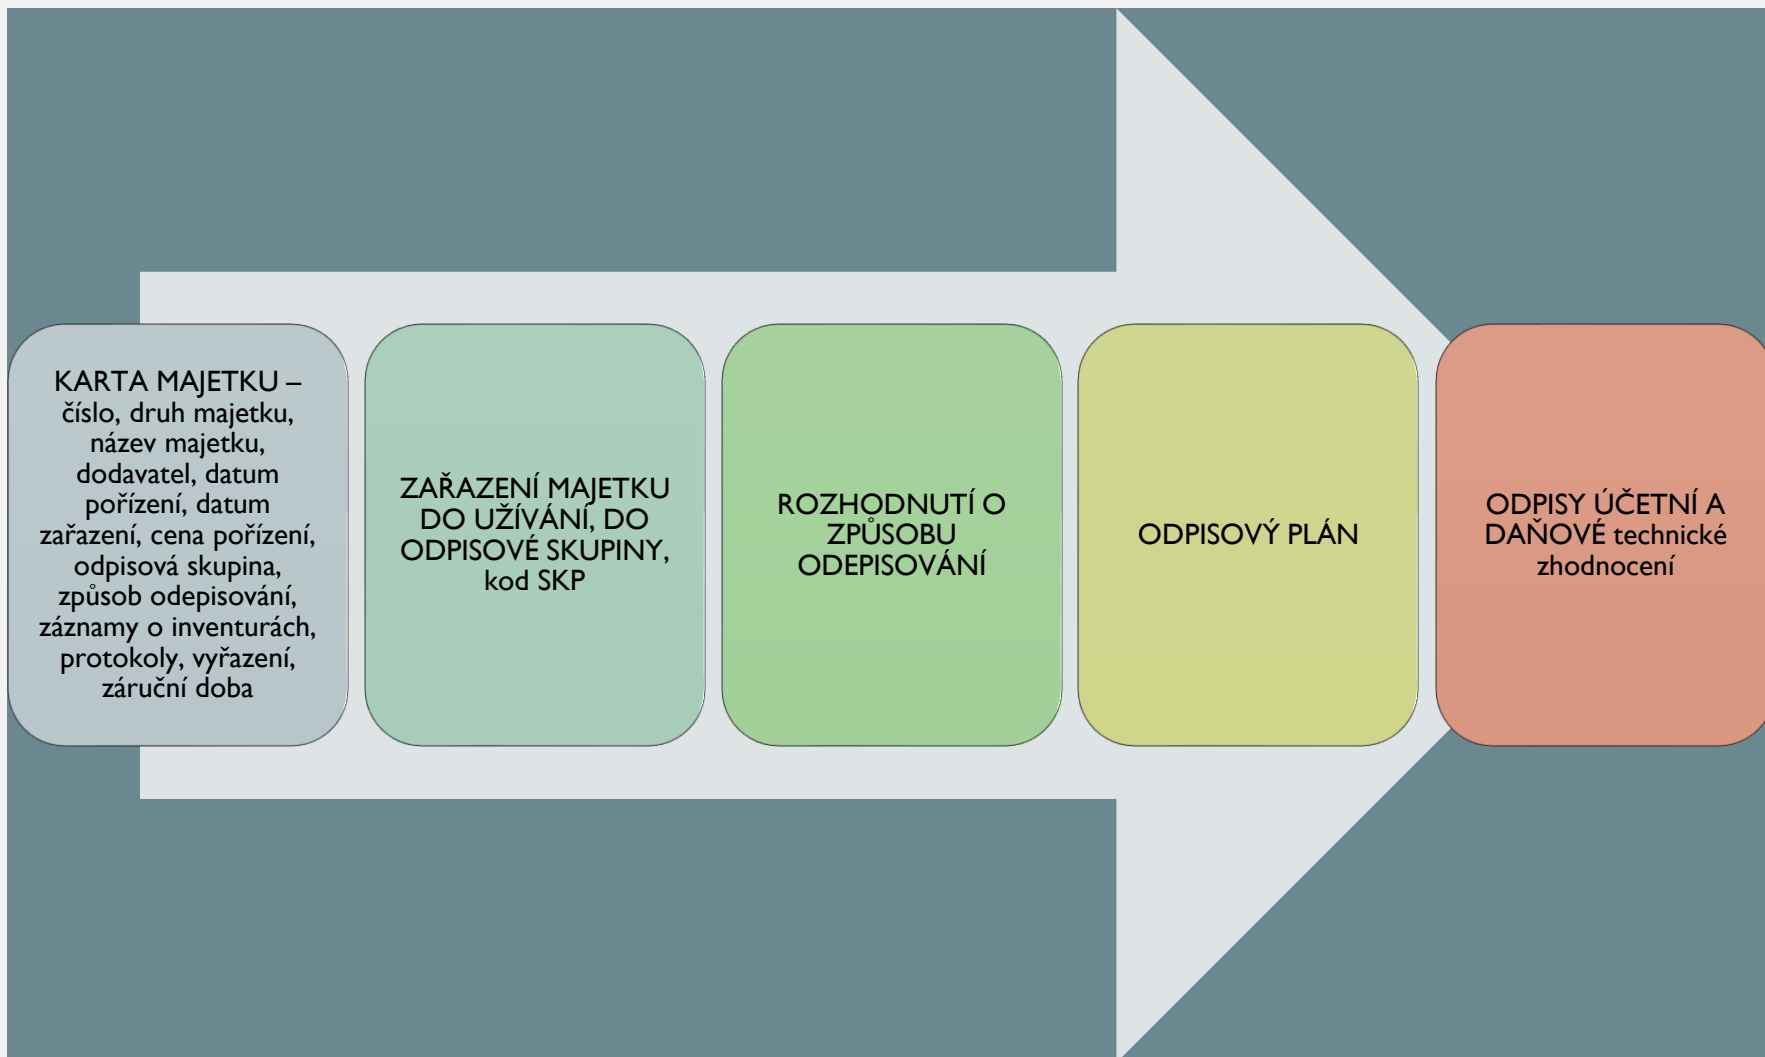 KARTA MAJETKU –
číslo, druh majetku,
název majetku,
dodavatel, datum
pořízení, datum
zařazení, cena pořízení,
odpisová skupina,
způsob odepisování,
záznamy o inventurách,
protokoly, vyřazení,
záruční doba
ZAŘAZENÍ MAJETKU
DO UŽÍVÁNÍ, DO
ODPISOVÉ SKUPINY,
kod SKP
ROZHODNUTÍ O
ZPŮSOBU
ODEPISOVÁNÍ
ODPISOVÝ PLÁN
ODPISY ÚČETNÍ A
DAŇOVÉ technické
zhodnocení